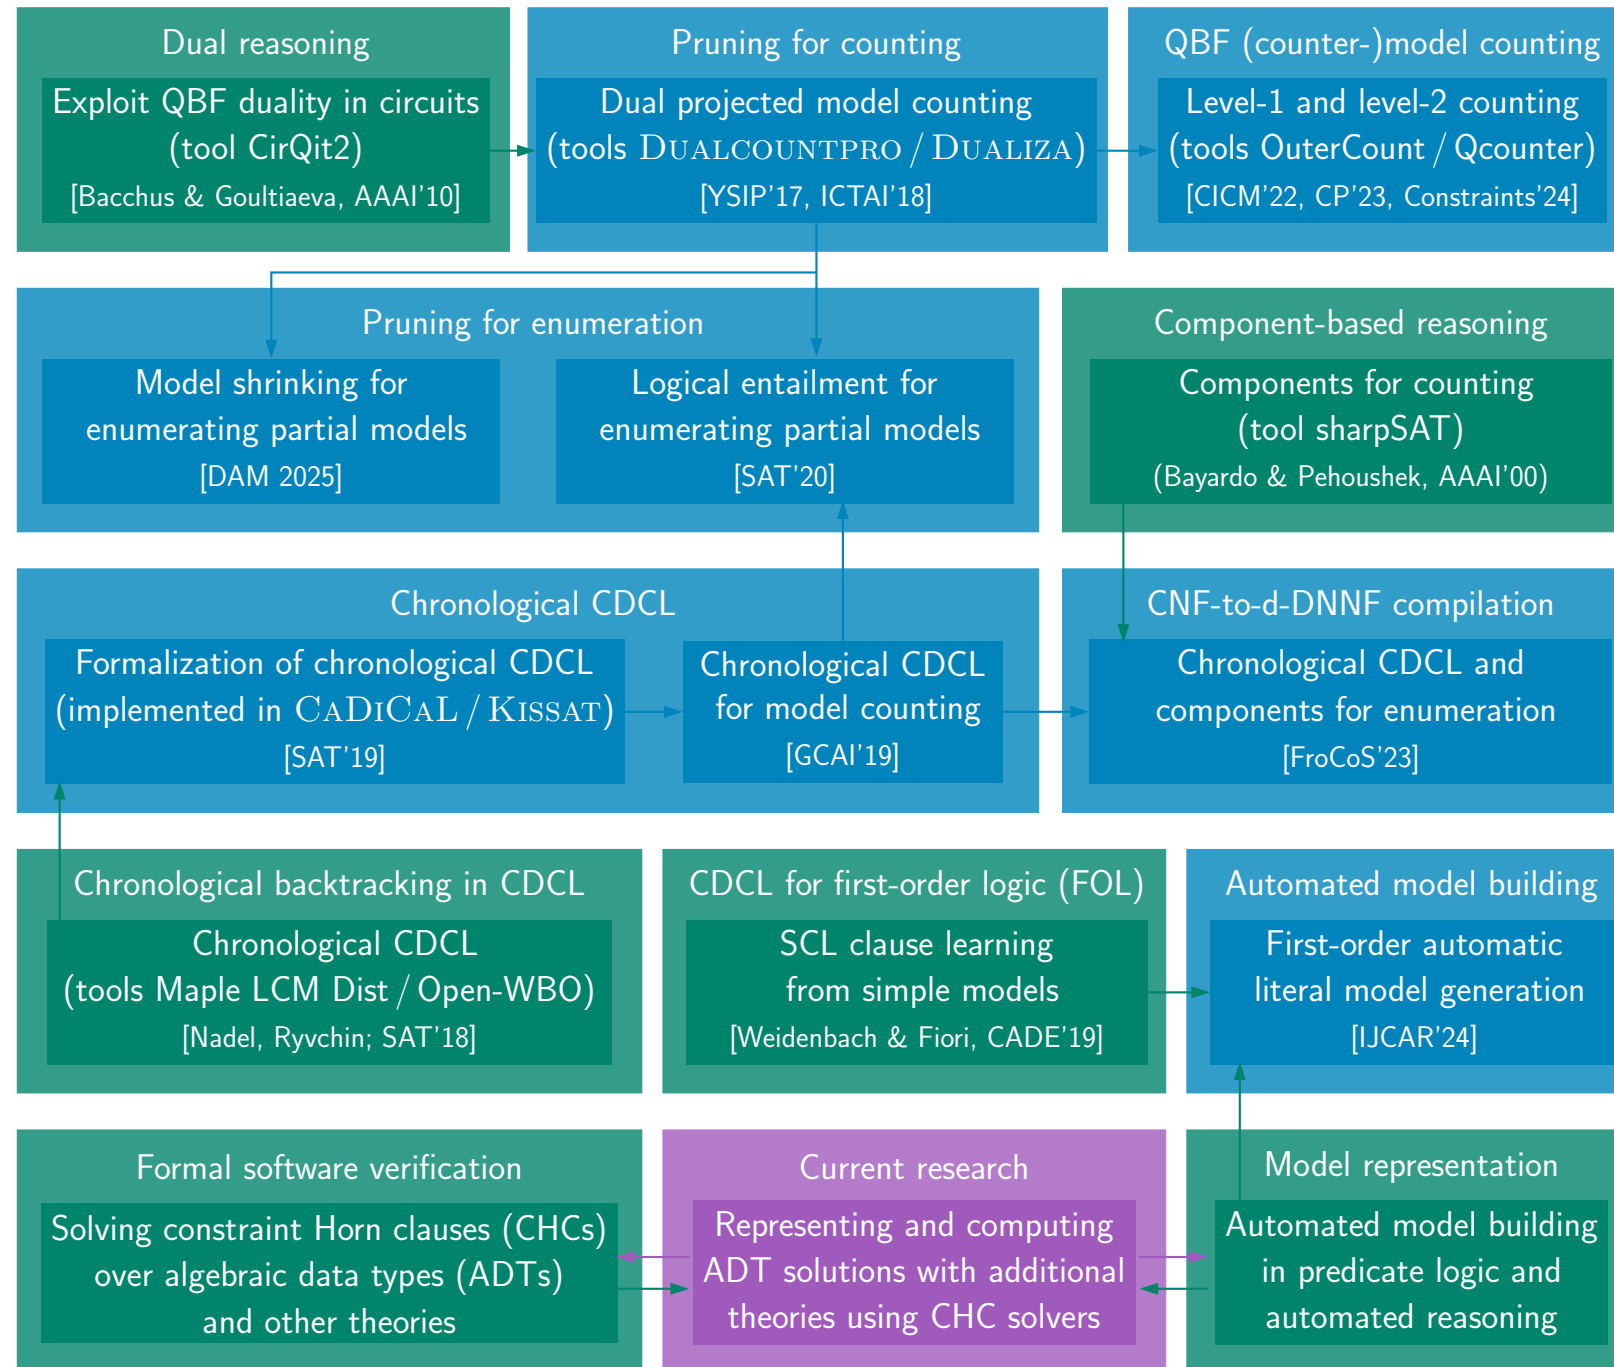 Dual reasoning
Exploit QBF duality in circuits
(tool CirQit2)
[Bacchus & Goultiaeva, AAAI'10]
Pruning for counting
Dual projected model counting
(tools DUALCOUNTPRO / DUALIZA)
[YSIP'17, ICTAI'18]
QBF (counter-)model counting
Level-1 and level-2 counting
(tools OuterCount / Qcounter)
[CICM'22, CP'23, Constraints'24]
Pruning for enumeration
Model shrinking for
enumerating partial models
[DAM 2025]
Logical entailment for
enumerating partial models
[SAT'20]
Component-based reasoning
Components for counting
(tool sharpSAT)
(Bayardo & Pehoushek, AAAI'00)
Chronological CDCL
Formalization of chronological CDCL
(implemented in CADICAL / KISSAT)
[SAT'19]
Chronological CDCL
for model counting
[GCAI'19]
CNF-to-d-DNNF compilation
Chronological CDCL and
components for enumeration
[FroCoS'23]
Chronological backtracking in CDCL
Chronological CDCL
(tools Maple LCM Dist / Open-WBO)
[Nadel, Ryvchin; SAT'18]
CDCL for first-order logic (FOL)
SCL clause learning
from simple models
[Weidenbach & Fiori, CADE'19]
Automated model building
First-order automatic
literal model generation
[IJCAR'24]
Formal software verification
Solving constraint Horn clauses (CHCs)
over algebraic data types (ADTs)
and other theories
Current research
Representing and computing
ADT solutions with additional
theories using CHC solvers
Model representation
Automated model building
in predicate logic and
automated reasoning